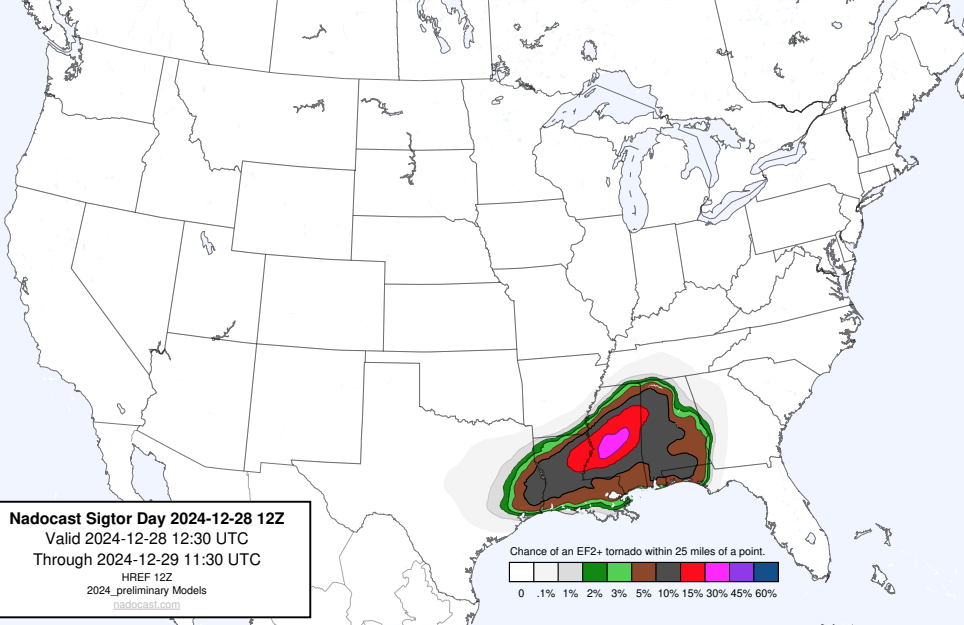 Nadocast Sigtor Day 2024-12-28 12Z
Valid 2024-12-28 12:30 UTC
Through 2024-12-29 11:30 UTC
HREF 12Z
2024_preliminary Models
nadocast.com
Chance of an EF2+ tornado within 25 miles of a point.
0 .1% 1% 2% 3% 5% 10% 15% 30% 45% 60%